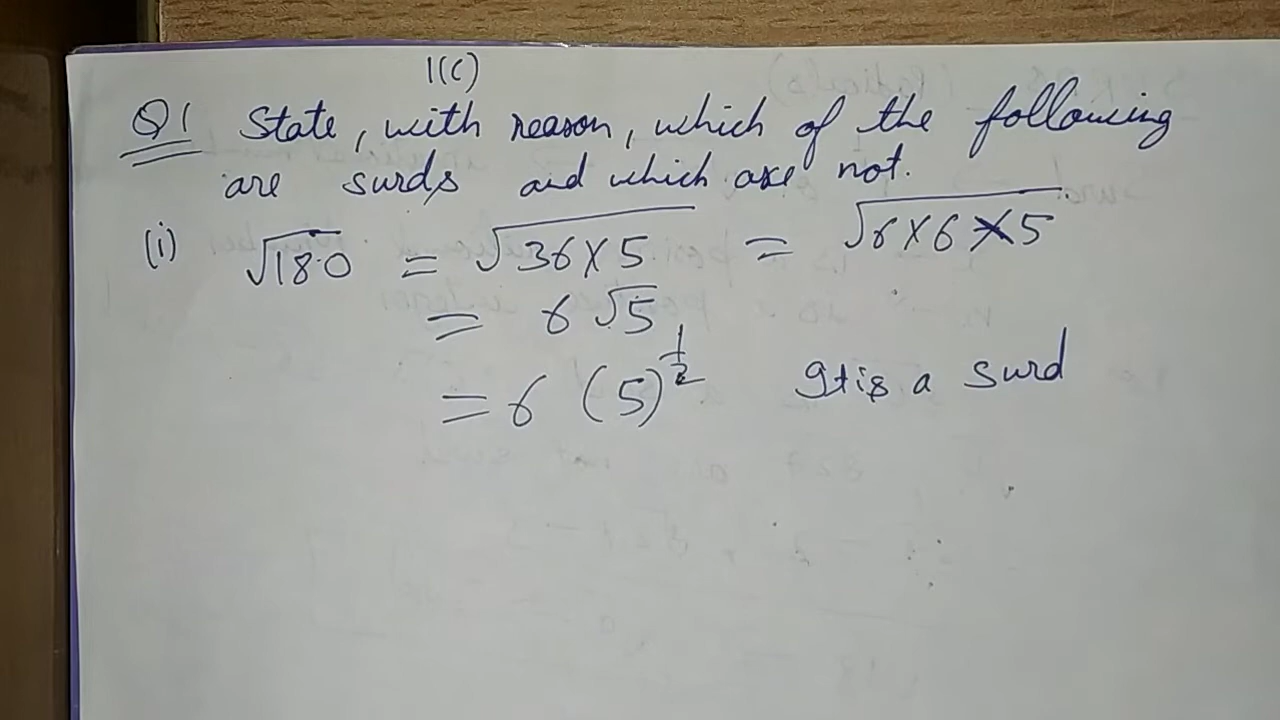 1(C)
Q1 State, with reason, which of the following
are surds and which are not.
(i) √180 = √36×5 = √6×6×5
= 6√5
= 6 (5)^1/2 It is a surd